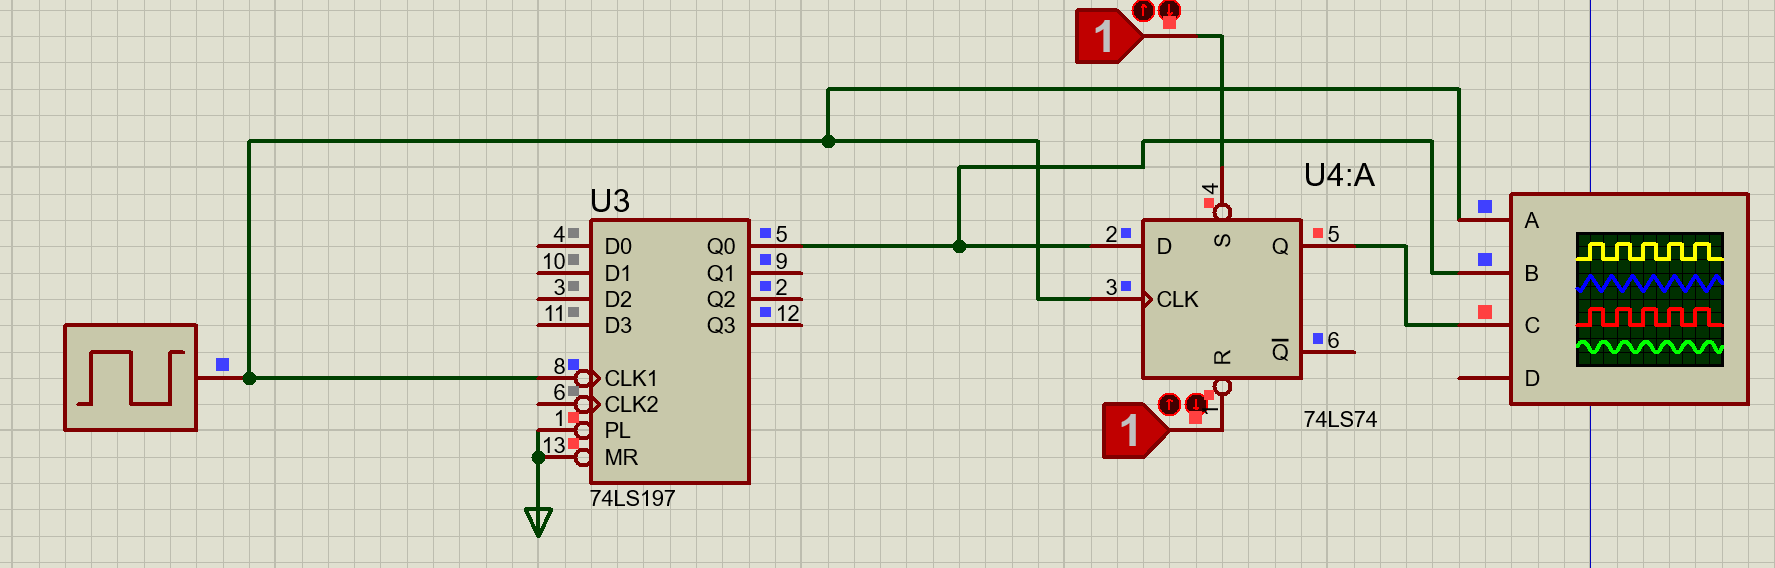 1
U4:A
U3
4
4 D0 Q0 5
10 D1 Q1 9
3 D2 Q2 2
11 D3 Q3 12
8 CLK1
6 CLK2
1 PL
13 MR
74LS197
2 D S Q 5
3 CLK
R Q 6
1
1
74LS74
A
B
C
D